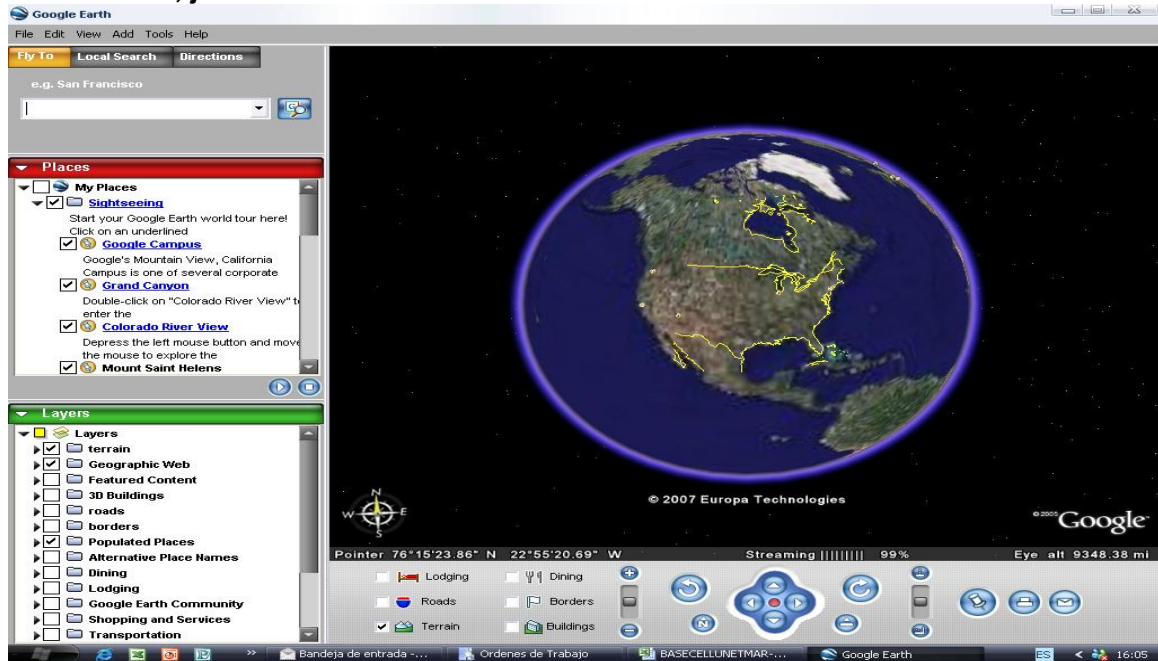 Google Earth
File Edit View Add Tools Help
Fly To Local Search Directions
e.g. San Francisco
Places
My Places
Sightseeing
Start your Google Earth world tour here!
Click on an underlined
Google Campus
Google's Mountain View, California
Campus is one of several corporate
Grand Canyon
Double-click on "Colorado River View" t
enter the
Colorado River View
Depress the left mouse button and move
the mouse to explore the
Mount Saint Helens
Layers
Layers
terrain
Geographic Web
Featured Content
3D Buildings
roads
borders
Populated Places
Alternative Place Names
Dining
Lodging
Google Earth Community
Shopping and Services
Transportation
N
W E
S
© 2007 Europa Technologies
© 2005 Google
Pointer 76°15'23.86" N 22°55'20.69" W Streaming |||||||| 99% Eye alt 9348.38 mi
Lodging Dining
Roads Borders
Terrain Buildings
N
Bandeja de entrada -... Ordenes de Trabajo BASECELLUNETMAR-... Google Earth ES 16:05